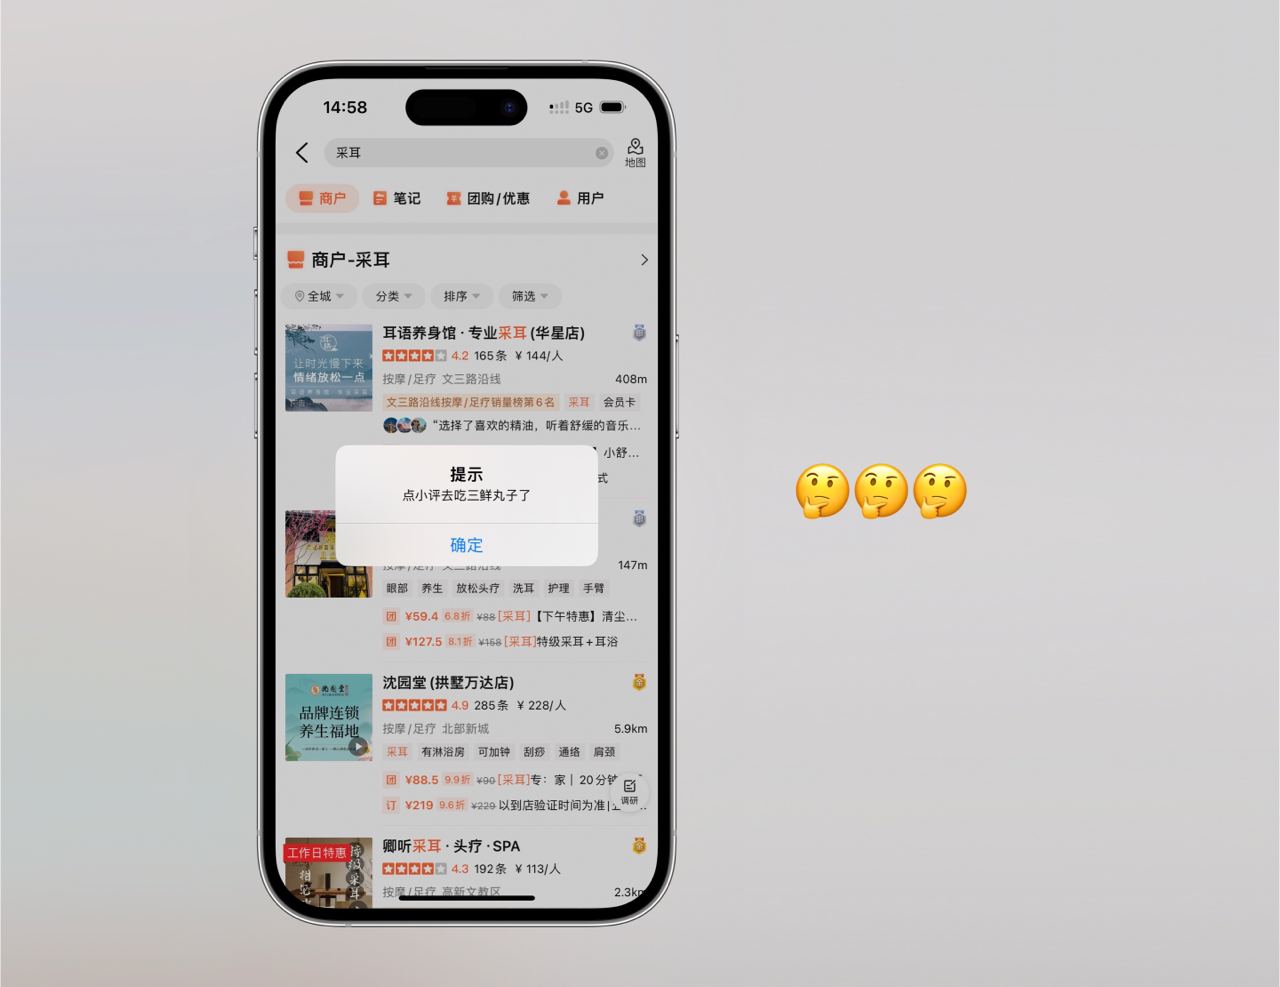 14:58
5G
采耳
地图
商户
笔记
团购/优惠
用户
商户-采耳
全城
分类
排序
筛选
让时光慢下来
情绪放松一点
耳语养身馆·专业采耳(华星店)
4.2 165条 ¥144/人
按摩/足疗 文三路沿线
408m
文三路沿线按摩/足疗销量榜第6名
采耳
会员卡
“选择了喜欢的精油，听着舒缓的音乐...
】小舒...
式
提示
点小评去吃三鲜丸子了
确定
按摩/足疗 文三路沿线
147m
眼部
养生
放松头疗
洗耳
护理
手臂
团 ¥59.4 6.8折 ¥88 [采耳]【下午特惠】清尘...
团 ¥127.5 8.1折 ¥158 [采耳]特级采耳+耳浴
品牌连锁
养生福地
沈园堂(拱墅万达店)
金
4.9 285条 ¥228/人
按摩/足疗 北部新城
5.9km
采耳
有淋浴房
可加钟
刮痧
通络
肩颈
团 ¥88.5 9.9折 ¥90 [采耳]专：家｜20分钟
订 ¥219 9.6折 ¥229 以到店验证时间为准|
调研
工作日特惠
卿听采耳·头疗·SPA
金
4.3 192条 ¥113/人
按摩/足疗 高新文教区
2.3km